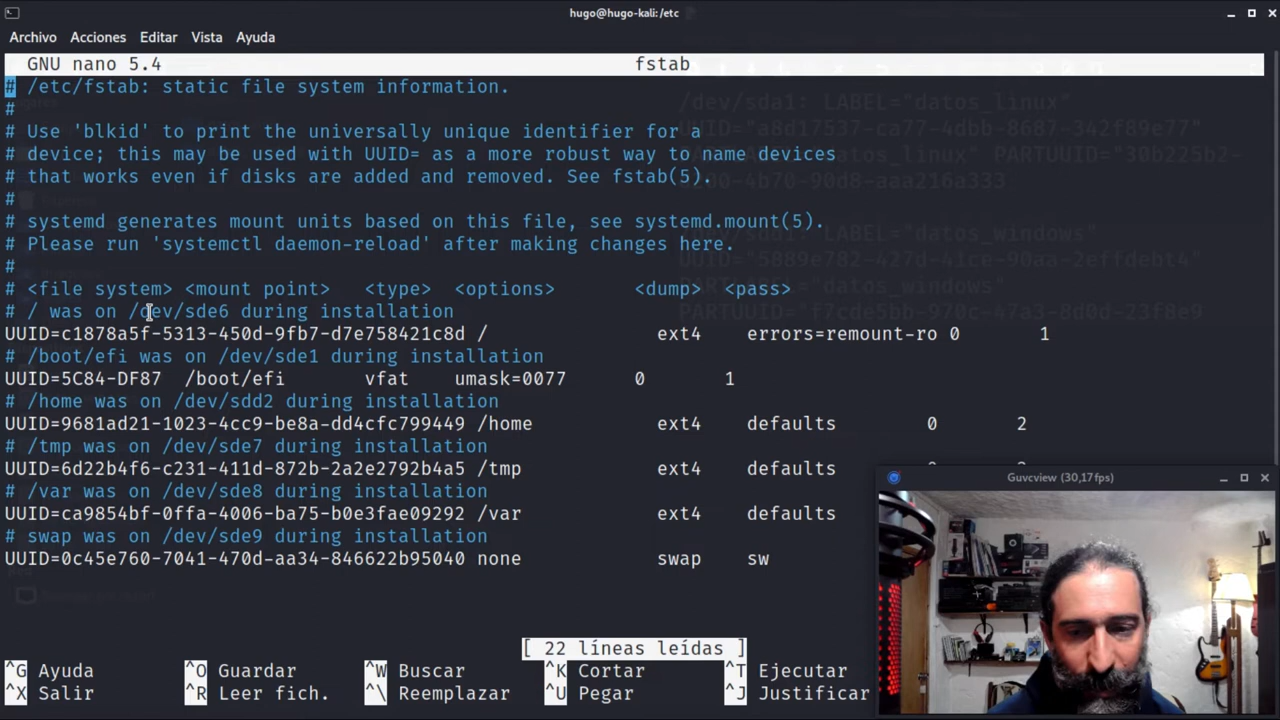 hugo@hugo-kali:/etc
Archivo Acciones Editar Vista Ayuda
GNU nano 5.4 fstab
# /etc/fstab: static file system information.
#
# Use 'blkid' to print the universally unique identifier for a
# device; this may be used with UUID= as a more robust way to name devices
# that works even if disks are added and removed. See fstab(5).
#
# systemd generates mount units based on this file, see systemd.mount(5).
# Please run 'systemctl daemon-reload' after making changes here.
#
# <file system> <mount point> <type> <options> <dump> <pass>
# / was on /dev/sde6 during installation
UUID=c1878a5f-5313-450d-9fb7-d7e758421c8d / ext4 errors=remount-ro 0 1
# /boot/efi was on /dev/sde1 during installation
UUID=5C84-DF87 /boot/efi vfat umask=0077 0 1
# /home was on /dev/sdd2 during installation
UUID=9681ad21-1023-4cc9-be8a-dd4cfc799449 /home ext4 defaults 0 2
# /tmp was on /dev/sde7 during installation
UUID=6d22b4f6-c231-411d-872b-2a2e2792b4a5 /tmp ext4 defaults
# /var was on /dev/sde8 during installation
UUID=ca9854bf-0ffa-4006-ba75-b0e3fae09292 /var ext4 defaults
# swap was on /dev/sde9 during installation
UUID=0c45e760-7041-470d-aa34-846622b95040 none swap sw
Guvcview (30,17fps)
[ 22 líneas leídas ]
^G Ayuda ^O Guardar ^W Buscar ^K Cortar ^T Ejecutar
^X Salir ^R Leer fich. ^\ Reemplazar ^U Pegar ^J Justificar